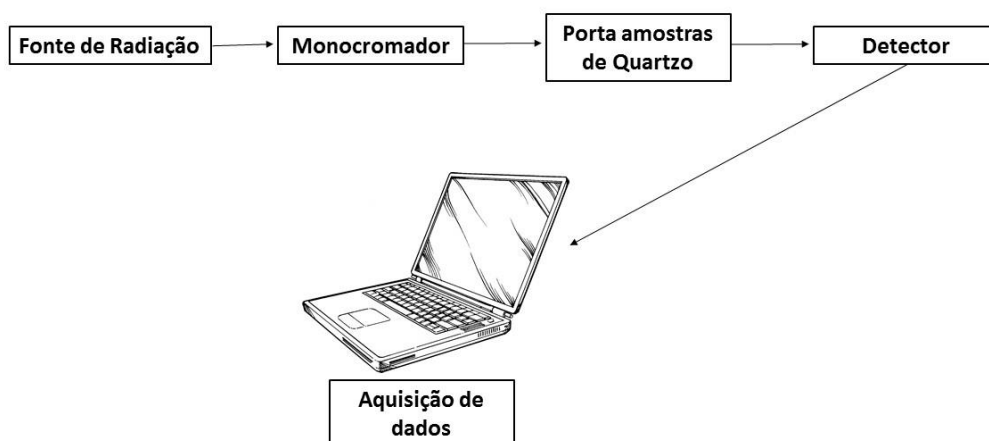 Fonte de Radiação
Monocromador
Porta amostras
de Quartzo
Detector
Aquisição de
dados